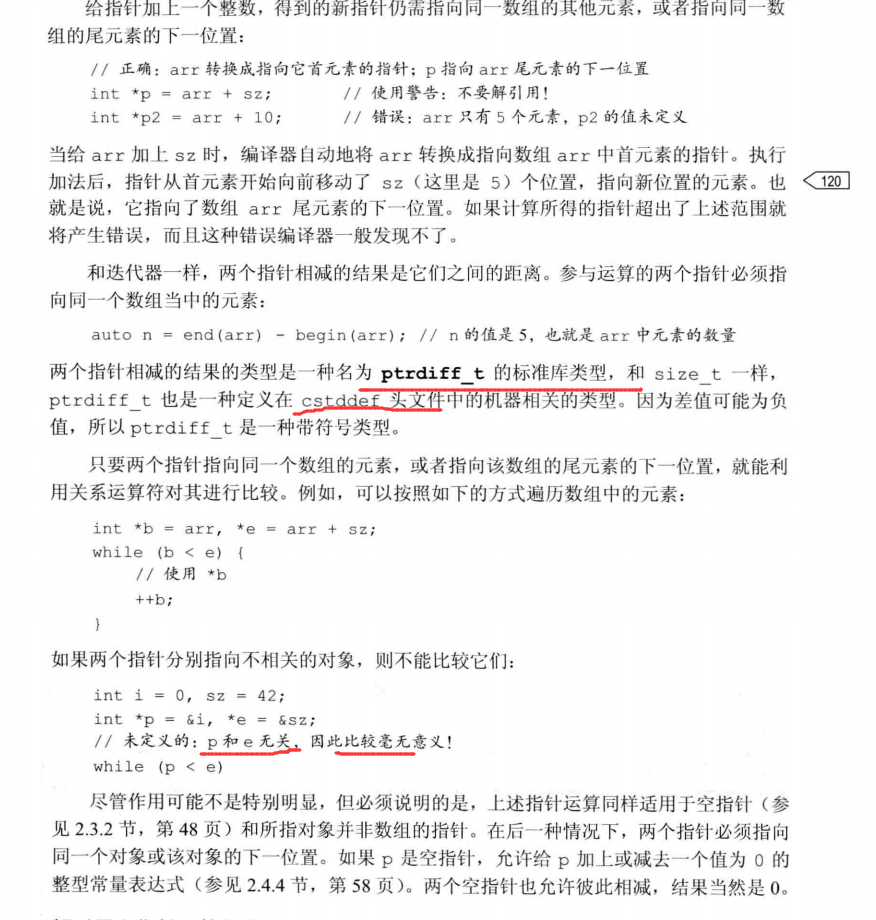 给指针加上一个整数，得到的新指针仍需指向同一数组的其他元素，或者指向同一数
组的尾元素的下一位置：
// 正确：arr 转换成指向它首元素的指针；p 指向 arr 尾元素的下一位置
int *p = arr + sz; // 使用警告：不要解引用！
int *p2 = arr + 10; // 错误：arr 只有 5 个元素，p2 的值未定义
当给 arr 加上 sz 时，编译器自动地将 arr 转换成指向数组 arr 中首元素的指针。执行
加法后，指针从首元素开始向前移动了 sz（这里是 5）个位置，指向新位置的元素。也
120
就是说，它指向了数组 arr 尾元素的下一位置。如果计算所得的指针超出了上述范围就
将产生错误，而且这种错误编译器一般发现不了。
和迭代器一样，两个指针相减的结果是它们之间的距离。参与运算的两个指针必须指
向同一个数组当中的元素：
auto n = end(arr) - begin(arr); // n 的值是 5，也就是 arr 中元素的数量
两个指针相减的结果的类型是一种名为 ptrdiff_t 的标准库类型，和 size_t 一样，
ptrdiff_t 也是一种定义在 cstddef 头文件中的机器相关的类型。因为差值可能为负
值，所以 ptrdiff_t 是一种带符号类型。
只要两个指针指向同一个数组的元素，或者指向该数组的尾元素的下一位置，就能利
用关系运算符对其进行比较。例如，可以按照如下的方式遍历数组中的元素：
int *b = arr, *e = arr + sz;
while (b < e) {
// 使用 *b
++b;
}
如果两个指针分别指向不相关的对象，则不能比较它们：
int i = 0, sz = 42;
int *p = &i, *e = &sz;
// 未定义的：p 和 e 无关，因此比较毫无意义！
while (p < e)
尽管作用可能不是特别明显，但必须说明的是，上述指针运算同样适用于空指针（参
见 2.3.2 节，第 48 页）和所指对象并非数组的指针。在后一种情况下，两个指针必须指向
同一个对象或该对象的下一位置。如果 p 是空指针，允许给 p 加上或减去一个值为 0 的
整型常量表达式（参见 2.4.4 节，第 58 页）。两个空指针也允许彼此相减，结果当然是 0。